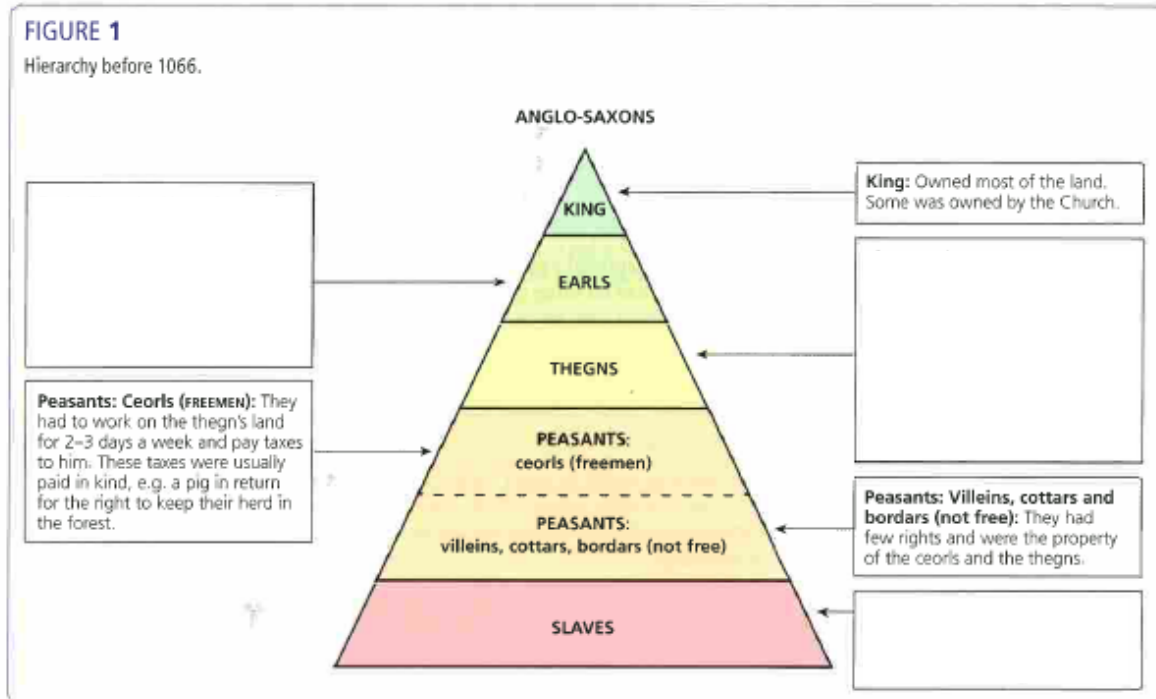 FIGURE 1
Hierarchy before 1066.
ANGLO-SAXONS
KING
King: Owned most of the land.
Some was owned by the Church.
EARLS
THEGNS
Peasants: Ceorls (FREEMEN): They
had to work on the thegn's land
for 2–3 days a week and pay taxes
to him. These taxes were usually
paid in kind, e.g. a pig in return
for the right to keep their herd in
the forest.
PEASANTS:
ceorls (freemen)
PEASANTS:
villeins, cottars, bordars (not free)
Peasants: Villeins, cottars and
bordars (not free): They had
few rights and were the property
of the ceorls and the thegns.
SLAVES